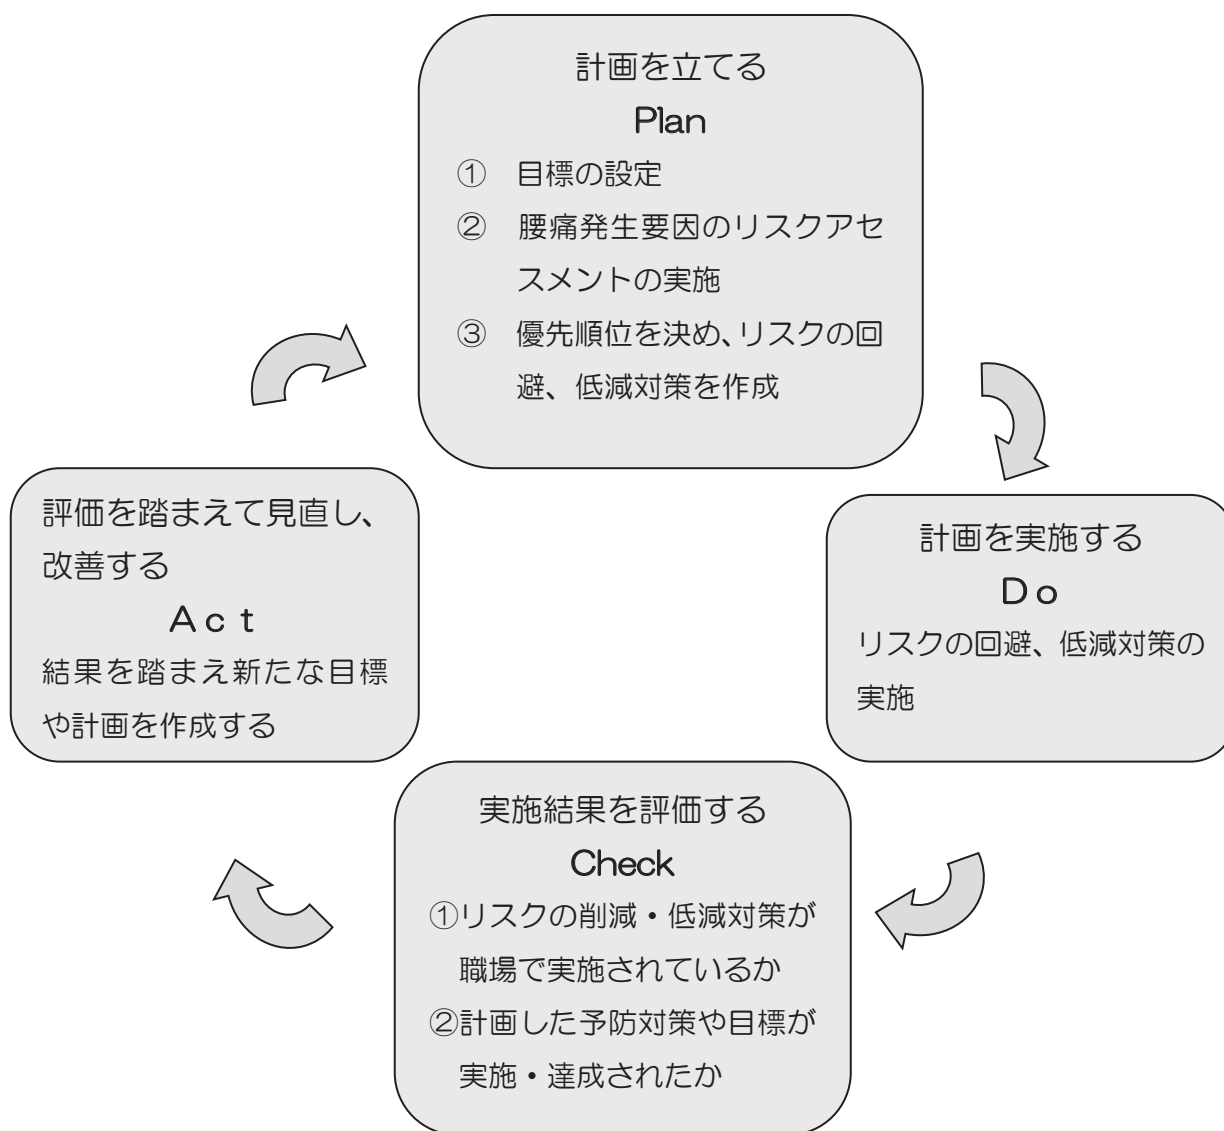 計画を立てる
Plan
① 目標の設定
② 腰痛発生要因のリスクアセ
スメントの実施
③ 優先順位を決め、リスクの回
避、低減対策を作成
計画を実施する
Do
リスクの回避、低減対策の
実施
実施結果を評価する
Check
①リスクの削減・低減対策が
職場で実施されているか
②計画した予防対策や目標が
実施・達成されたか
評価を踏まえて見直し、
改善する
Act
結果を踏まえ新たな目標
や計画を作成する